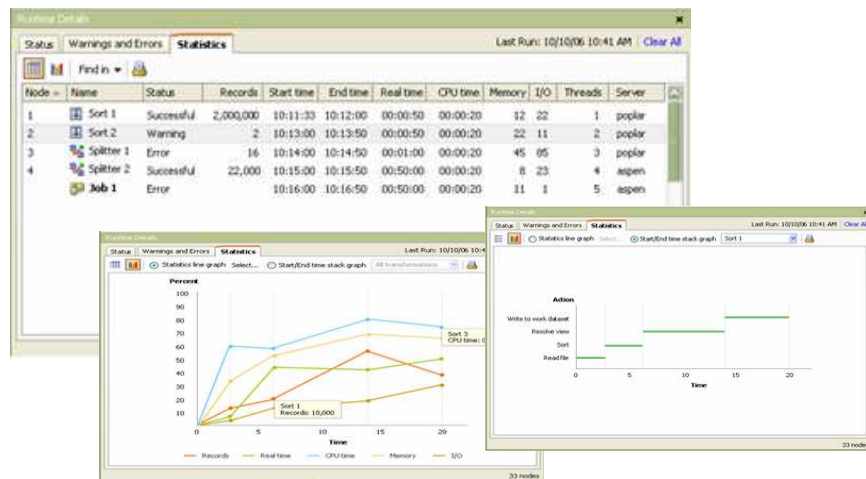 Runtime Details
Status Warnings and Errors Statistics Last Run: 10/10/06 10:41 AM Clear All
Find in
Node Name Status Records Start time End time Real time CPU time Memory I/O Threads Server
1 Sort 1 Successful 2,000,000 10:11:33 10:12:00 00:00:50 00:00:20 12 22 1 poplar
2 Sort 2 Warning 2 10:13:00 10:13:50 00:00:50 00:00:20 22 11 2 poplar
3 Splitter 1 Error 16 10:14:00 10:14:50 00:01:00 00:00:20 45 85 3 poplar
4 Splitter 2 Successful 22,000 10:15:00 10:15:50 00:50:00 00:00:20 8 23 4 aspen
Job 1 Error 10:16:00 10:16:50 00:50:00 00:00:20 11 1 5 aspen
Runtime Details
Status Warnings and Errors Statistics Last Run: 10/10/06 10:4
Statistics line graph Select... Start/End time stack graph All transformations
Percent
100
90
80
70
60
50
40
30
20
10
Sort 3
CPU time:
Sort 1
Records: 10,000
0 5 10 15 20
Time
Records Real time CPU time Memory I/O
33 nodes
Runtime Details
Status Warnings and Errors Statistics Last Run: 10/10/06 10:41 AM Clear Al
Statistics line graph Select... Start/End time stack graph Sort 1
Action
Write to work dataset
Resolve view
Sort
Read file
0 5 10 15 20
Time
33 node